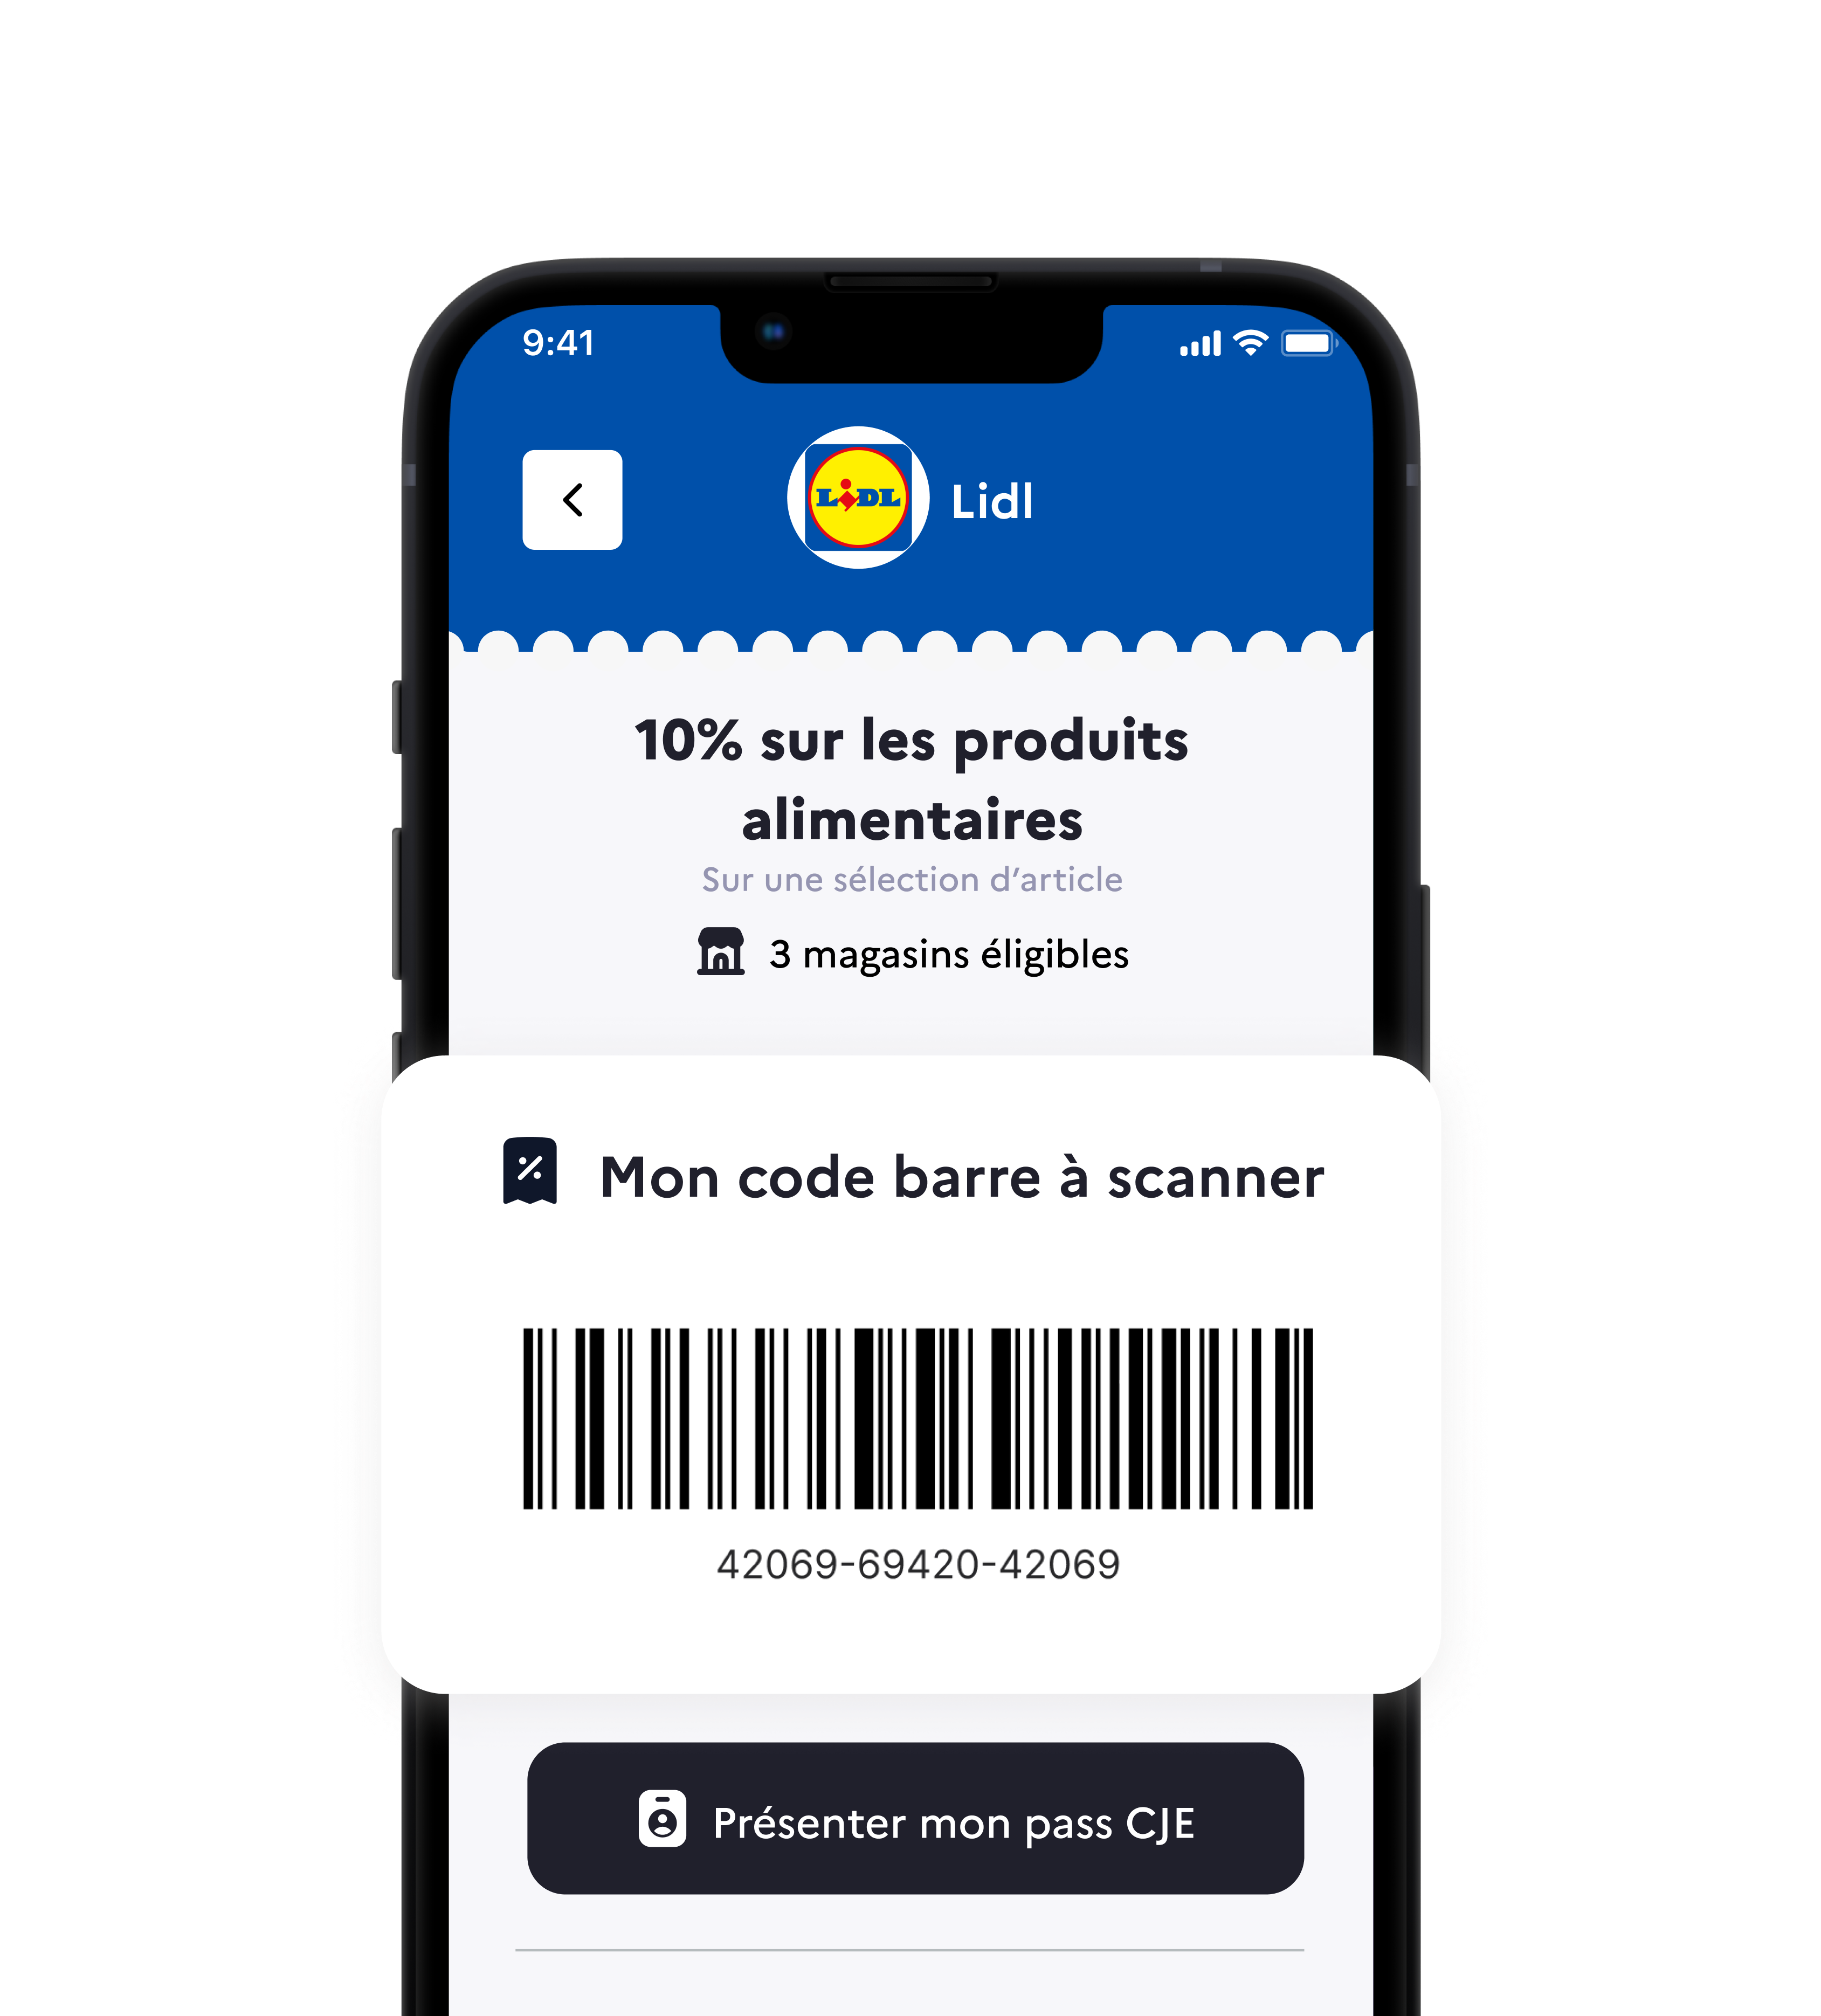 9:41
LiDL
Lidl
10% sur les produits
alimentaires
Sur une sélection d'article
3 magasins éligibles
Mon code barre à scanner
42069-69420-42069
Présenter mon pass CJE